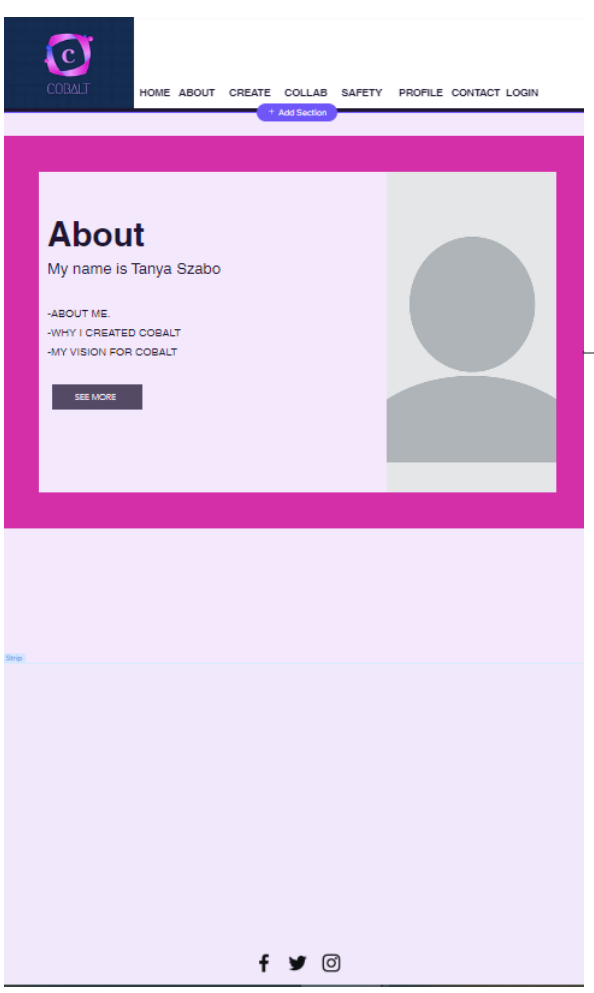 C
COBALT
HOME ABOUT CREATE COLLAB SAFETY PROFILE CONTACT LOGIN
+ Add Section
About
My name is Tanya Szabo
-ABOUT ME.
-WHY I CREATED COBALT
-MY VISION FOR COBALT
SEE MORE
Strip